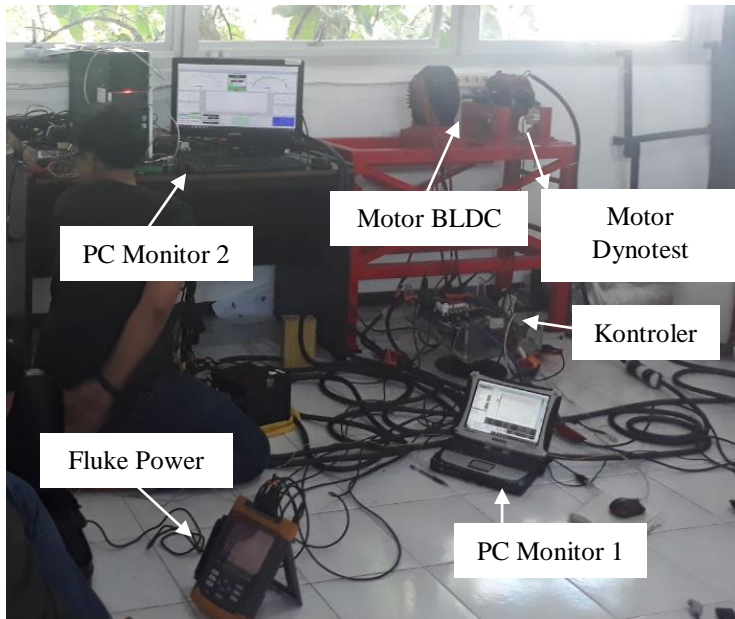 Motor BLDC
Motor
Dynotest
PC Monitor 2
Kontroler
Fluke Power
PC Monitor 1